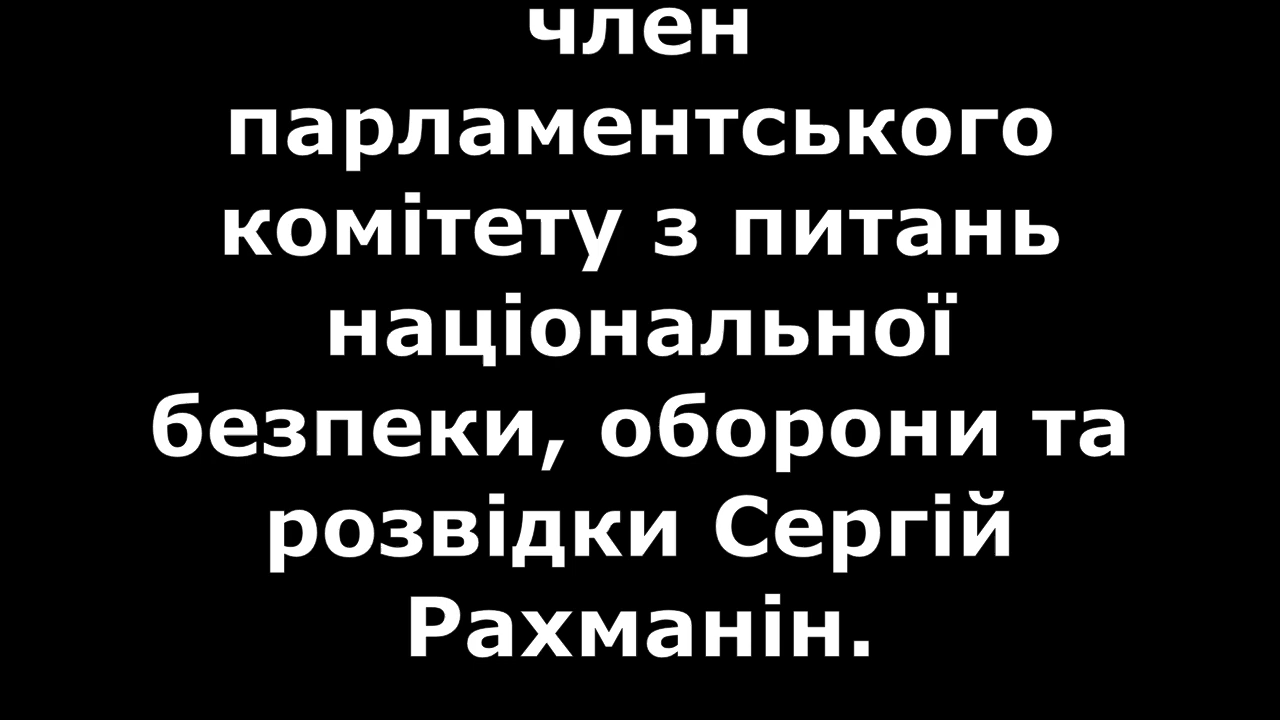 член
парламентського
комітету з питань
національної
безпеки, оборони та
розвідки Сергій
Рахманін.